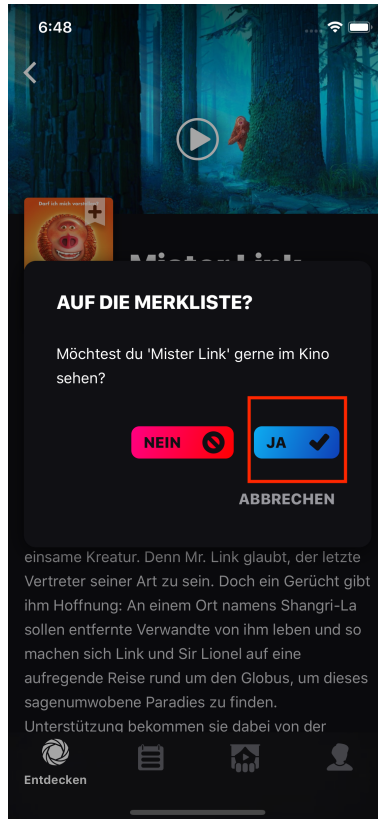 6:48
Darf ich mich vorstellen?
Mister Link
AUF DIE MERKLISTE?
Möchtest du 'Mister Link' gerne im Kino
sehen?
NEIN
JA
ABBRECHEN
einsame Kreatur. Denn Mr. Link glaubt, der letzte
Vertreter seiner Art zu sein. Doch ein Gerücht gibt
ihm Hoffnung: An einem Ort namens Shangri-La
sollen entfernte Verwandte von ihm leben und so
machen sich Link und Sir Lionel auf eine
aufregende Reise rund um den Globus, um dieses
sagenumwobene Paradies zu finden.
Unterstützung bekommen sie dabei von der
Entdecken